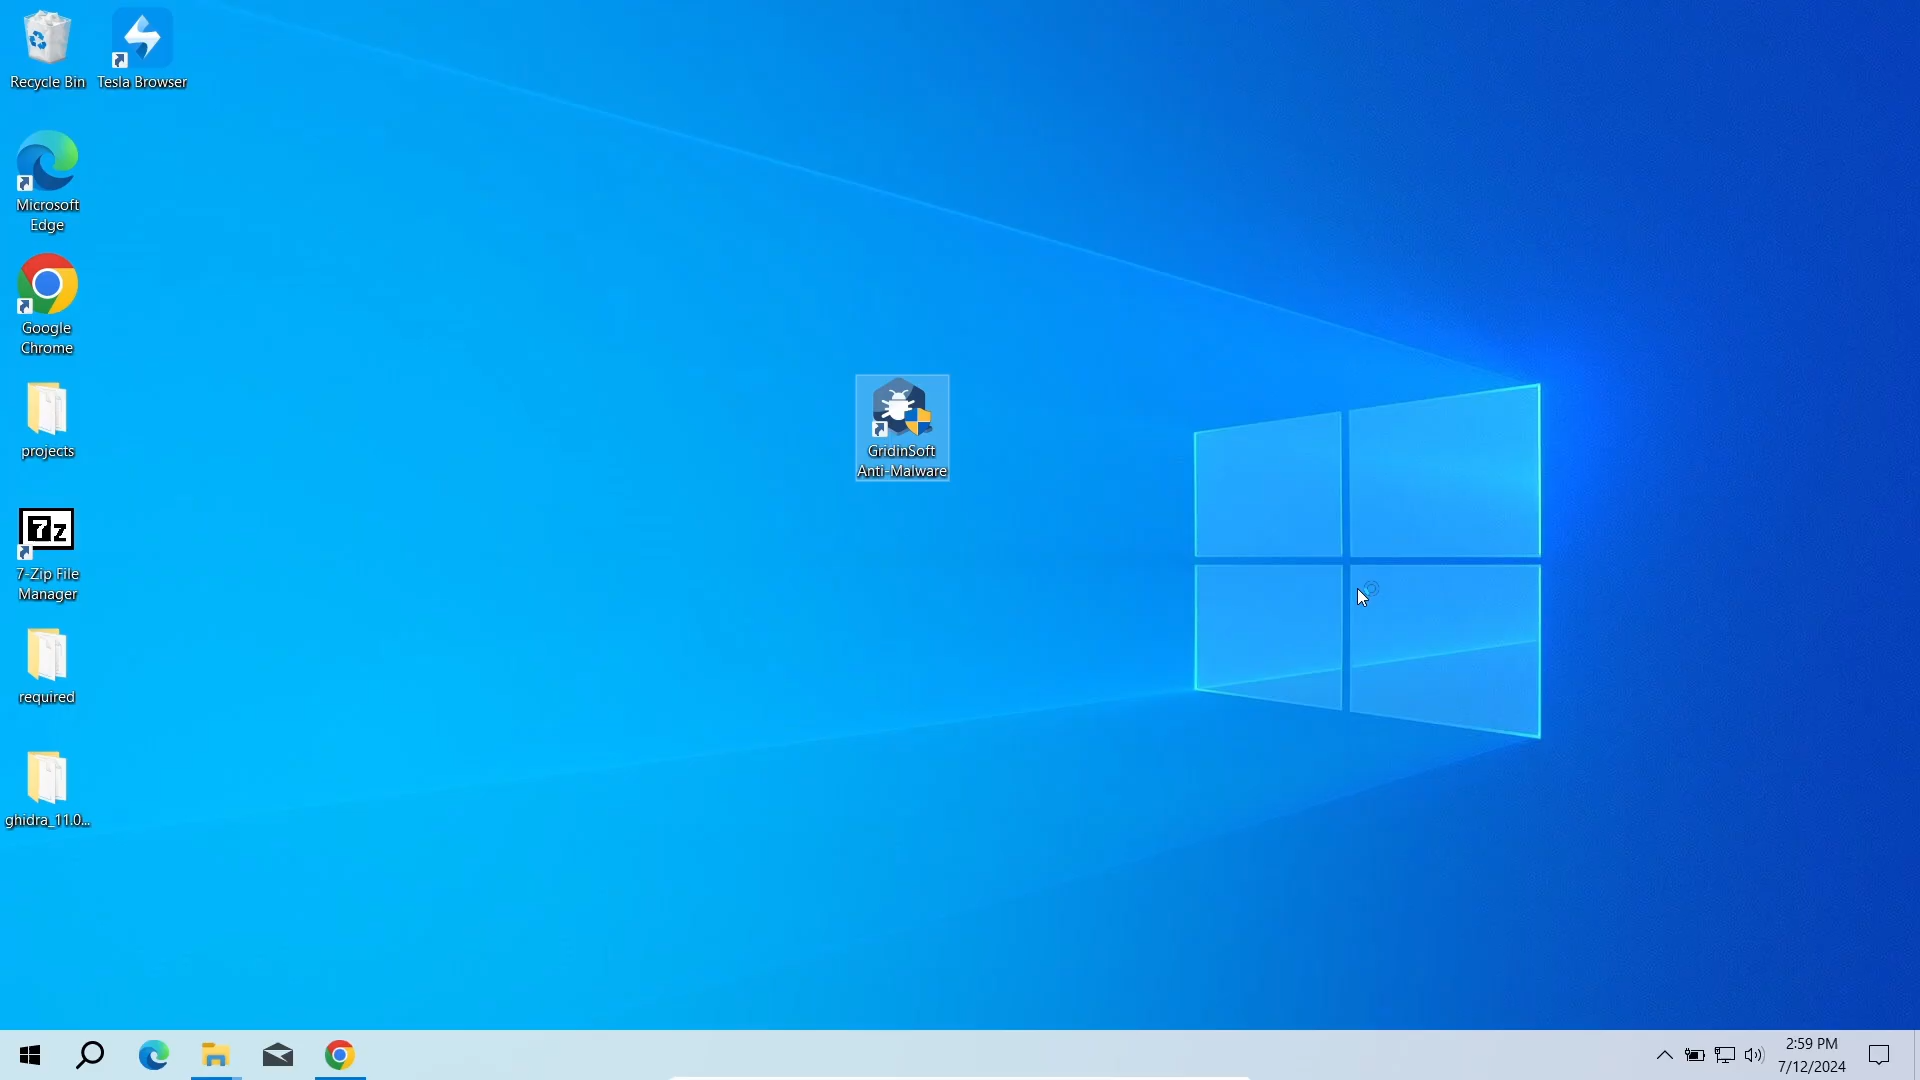 Recycle Bin
Tesla Browser
Microsoft
Edge
Google
Chrome
projects
7z
7-Zip File
Manager
required
ghidra_11.0...
GridinSoft
Anti-Malware
2:59 PM
7/12/2024